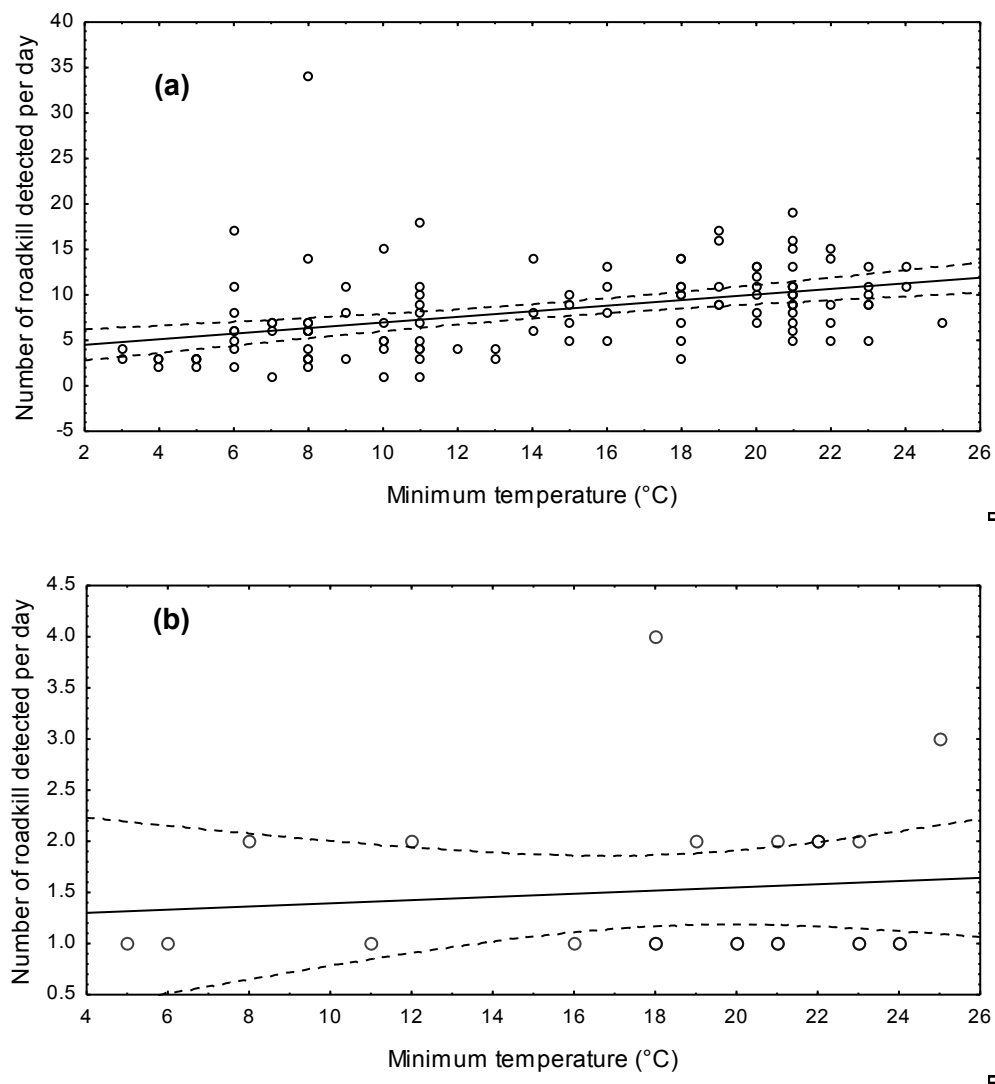 (a)
Number of roadkill detected per day
40
35
30
25
20
15
10
5
0
-5
2 4 6 8 10 12 14 16 18 20 22 24 26
Minimum temperature (°C)
(b)
Number of roadkill detected per day
4.5
4.0
3.5
3.0
2.5
2.0
1.5
1.0
0.5
4 6 8 10 12 14 16 18 20 22 24 26
Minimum temperature (°C)